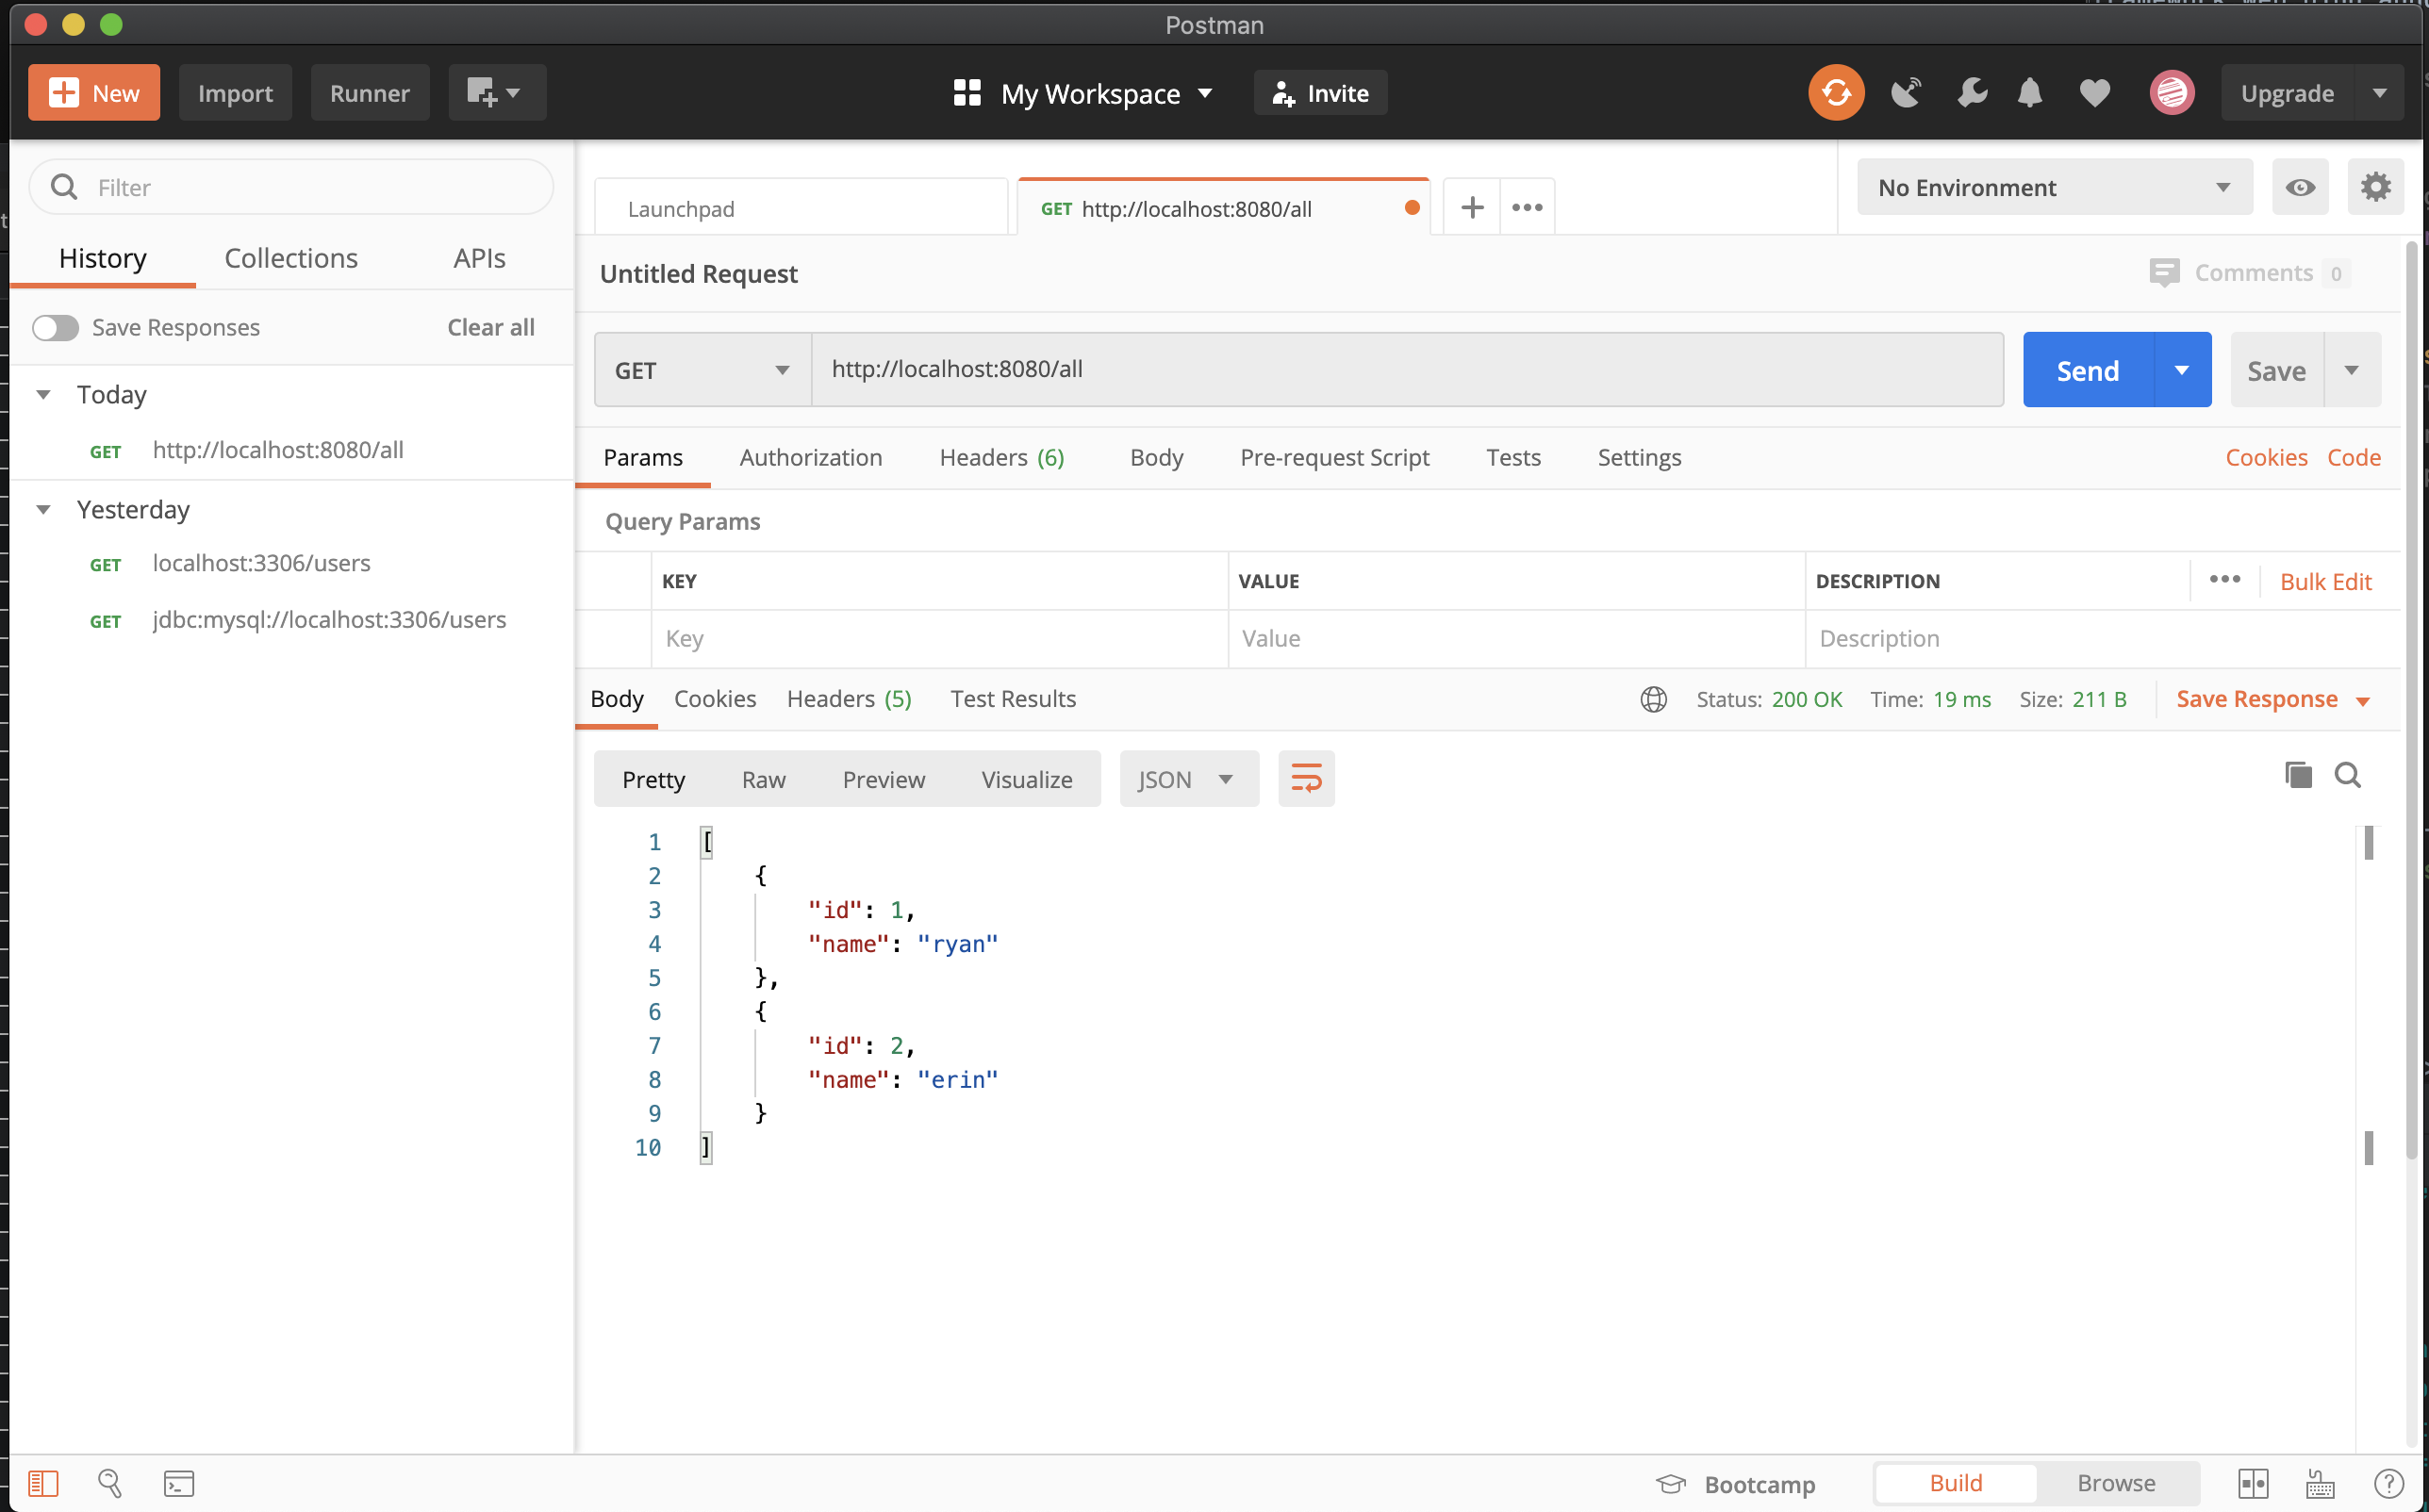 Postman
New Import Runner My Workspace Invite Upgrade
Filter
History Collections APIs
Save Responses Clear all
Today
GET http://localhost:8080/all
Yesterday
GET localhost:3306/users
GET jdbc:mysql://localhost:3306/users
Launchpad GET http://localhost:8080/all ••• No Environment
Untitled Request Comments 0
GET http://localhost:8080/all Send Save
Params Authorization Headers (6) Body Pre-request Script Tests Settings Cookies Code
Query Params
KEY VALUE DESCRIPTION ••• Bulk Edit
Key Value Description
Body Cookies Headers (5) Test Results Status: 200 OK Time: 19 ms Size: 211 B Save Response
Pretty Raw Preview Visualize JSON
1 [
2 {
3 "id": 1,
4 "name": "ryan"
5 },
6 {
7 "id": 2,
8 "name": "erin"
9 }
10 ]
Bootcamp Build Browse